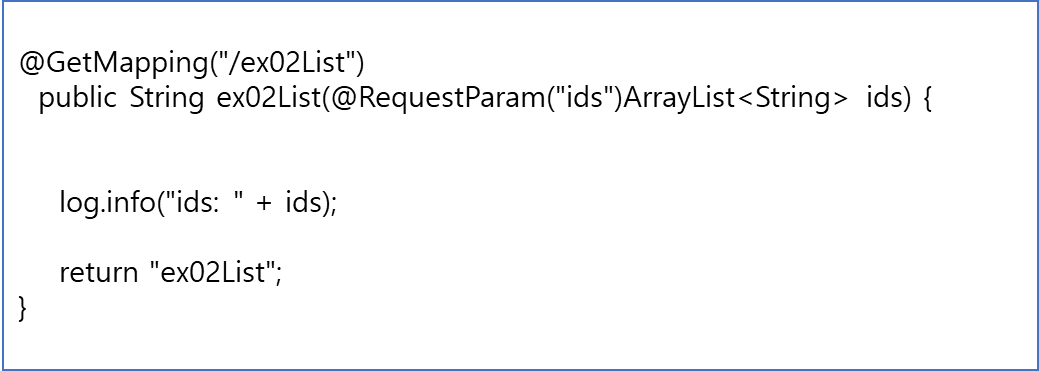 @GetMapping("/ex02List")
public String ex02List(@RequestParam("ids")ArrayList<String> ids) {
log.info("ids: " + ids);
return "ex02List";
}